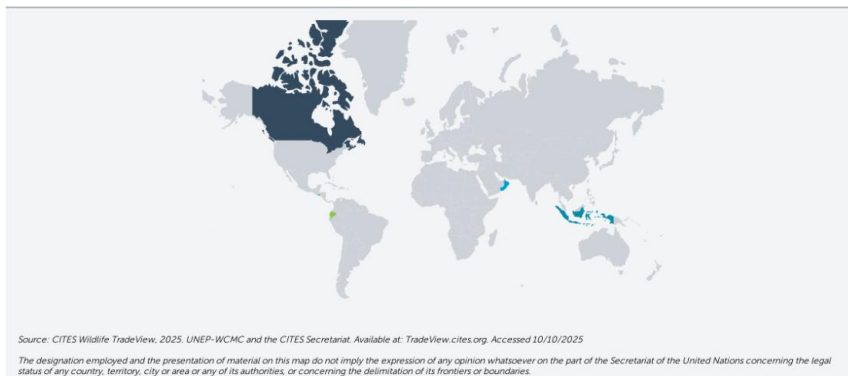 Source: CITES Wildlife TradeView, 2025. UNEP-WCMC and the CITES Secretariat. Available at: TradeView.cites.org. Accessed 10/10/2025
The designation employed and the presentation of material on this map do not imply the expression of any opinion whatsoever on the part of the Secretariat of the United Nations concerning the legal
status of any country, territory, city or area or any of its authorities, or concerning the delimitation of its frontiers or boundaries.